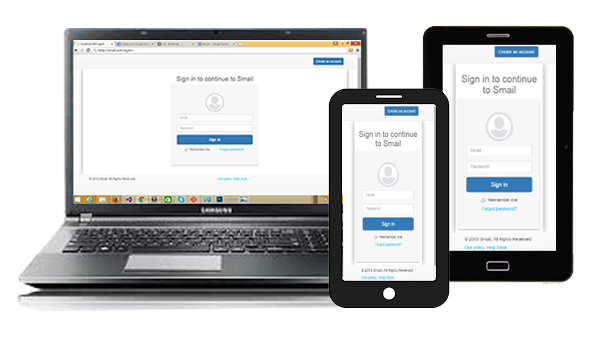 Create an account
Sign in to continue to Smail
Email
Password
Sign in
Remember me
Forgot password?
© 2015 Smail. All Rights Reserved
Our policy Help Desk
SAMSUNG
Create an account
Sign in to continue
to Smail
Email
Password
Sign in
Remember me
Forgot password?
© 2015 Smail. All Rights Reserved
Our policy Help Desk
Create an account
Sign in to continue
to Smail
Email
Password
Sign in
Remember me
Forgot password?
© 2015 Smail. All Rights Reserved
Our policy Help Desk